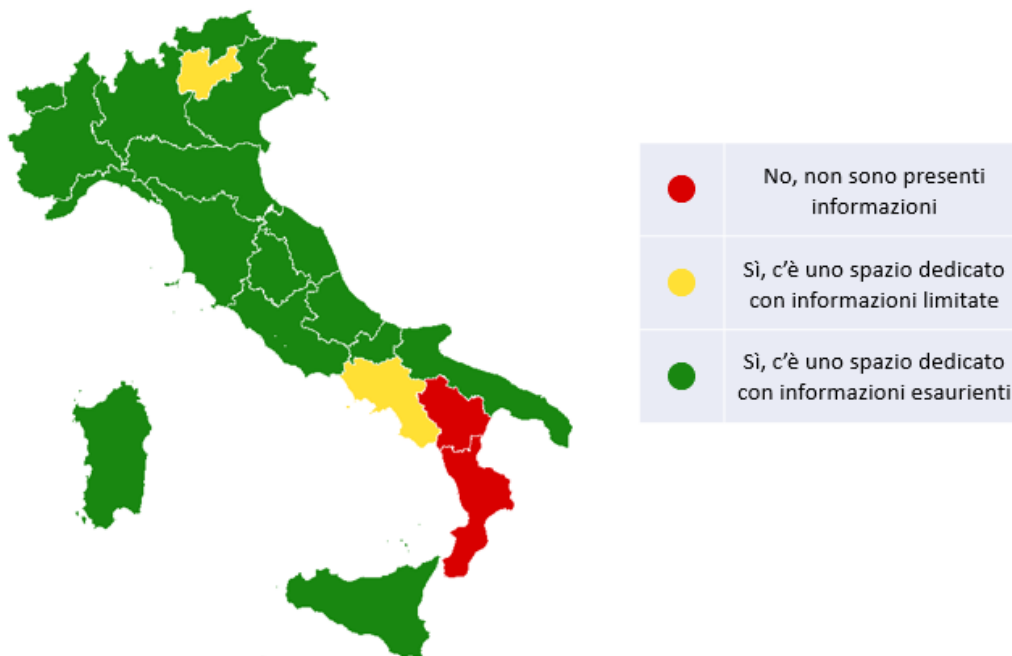 No, non sono presenti
informazioni
Sì, c'è uno spazio dedicato
con informazioni limitate
Sì, c'è uno spazio dedicato
con informazioni esaurienti